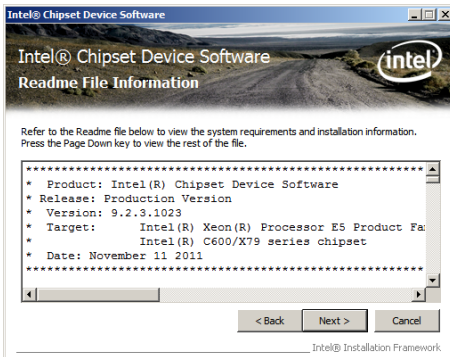 Intel® Chipset Device Software
Intel® Chipset Device Software
Readme File Information
intel
Refer to the Readme file below to view the system requirements and installation information.
Press the Page Down key to view the rest of the file.
******************************************************
* Product: Intel(R) Chipset Device Software
* Release: Production Version
* Version: 9.2.3.1023
* Target: Intel(R) Xeon(R) Processor E5 Product Fa
* Intel(R) C600/X79 series chipset
* Date: November 11 2011
******************************************************
< Back Next > Cancel
Intel® Installation Framework